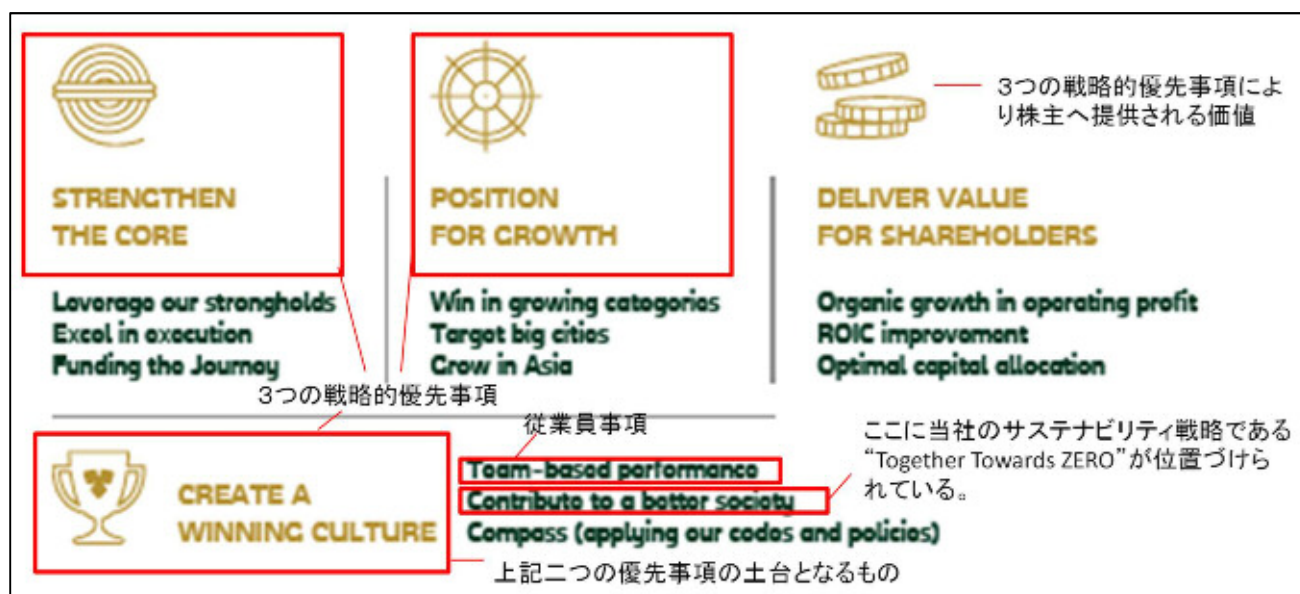 3つの戦略的優先事項によ
り株主へ提供される価値
STRENGTHEN
THE CORE
POSITION
FOR GROWTH
DELIVER VALUE
FOR SHAREHOLDERS
Leverage our strongholds
Excel in execution
Funding the Journey
Win in growing categories
Target big cities
Grow in Asia
Organic growth in operating profit
ROIC improvement
Optimal capital allocation
3つの戦略的優先事項
従業員事項
ここに当社のサステナビリティ戦略である
“Together Towards ZERO”が位置づけら
れている。
CREATE A
WINNING CULTURE
Team-based performance
Contribute to a better society
Compass (applying our codes and policies)
上記二つの優先事項の土台となるもの